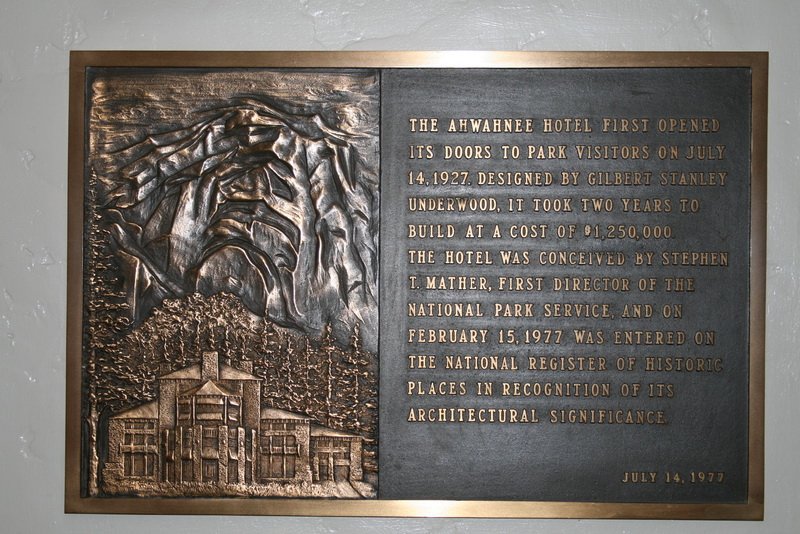 THE AHWAHNEE HOTEL FIRST OPENED
ITS DOORS TO PARK VISITORS ON JULY
14, 1927. DESIGNED BY GILBERT STANLEY
UNDERWOOD, IT TOOK TWO YEARS TO
BUILD AT A COST OF $1,250,000.
THE HOTEL WAS CONCEIVED BY STEPHEN
T. MATHER, FIRST DIRECTOR OF THE
NATIONAL PARK SERVICE, AND ON
FEBRUARY 15, 1977 WAS ENTERED ON
THE NATIONAL REGISTER OF HISTORIC
PLACES IN RECOGNITION OF ITS
ARCHITECTURAL SIGNIFICANCE.
JULY 14, 1977